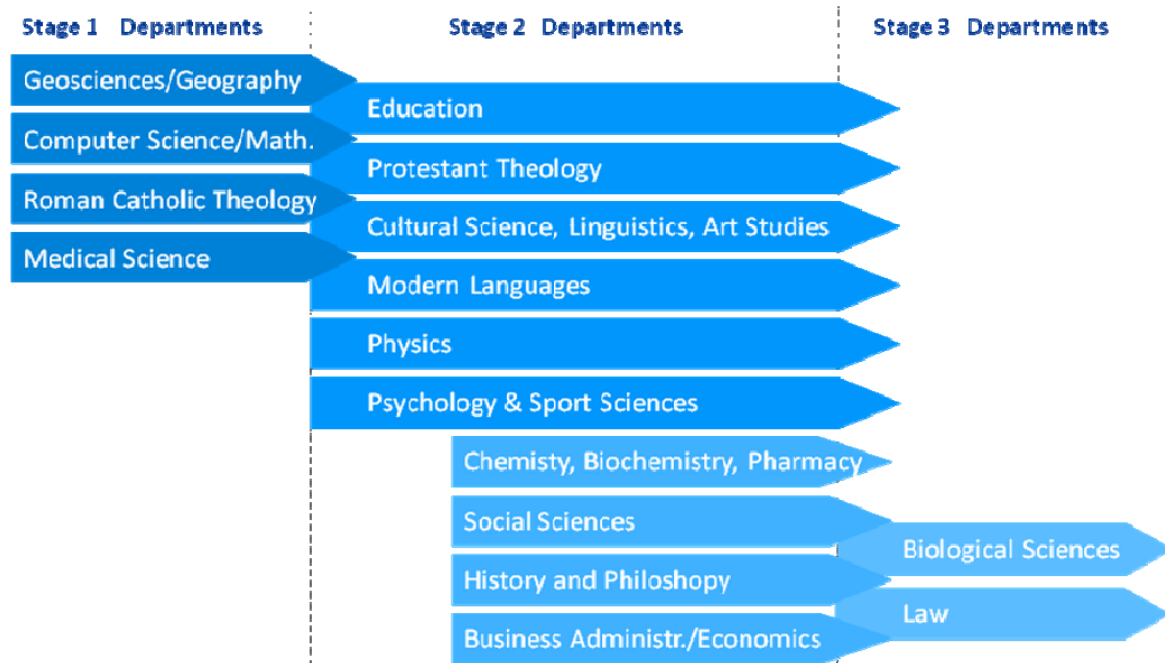 Stage 1 Departments
Stage 2 Departments
Stage 3 Departments
Geosciences/Geography
Computer Science/Math.
Roman Catholic Theology
Medical Science
Education
Protestant Theology
Cultural Science, Linguistics, Art Studies
Modern Languages
Physics
Psychology & Sport Sciences
Chemisty, Biochemistry, Pharmacy
Social Sciences
History and Philoshopy
Business Administr./Economics
Biological Sciences
Law